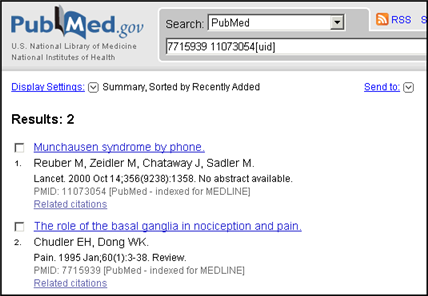 PubMed.gov
U.S. National Library of Medicine
National Institutes of Health
Search: PubMed
RSS S
7715939 11073054[uid]
Display Settings: Summary, Sorted by Recently Added Send to:
Results: 2
Munchausen syndrome by phone.
1. Reuber M, Zeidler M, Chataway J, Sadler M.
Lancet. 2000 Oct 14;356(9238):1358. No abstract available.
PMID: 11073054 [PubMed - indexed for MEDLINE]
Related citations
The role of the basal ganglia in nociception and pain.
2. Chudler EH, Dong WK.
Pain. 1995 Jan;60(1):3-38. Review.
PMID: 7715939 [PubMed - indexed for MEDLINE]
Related citations